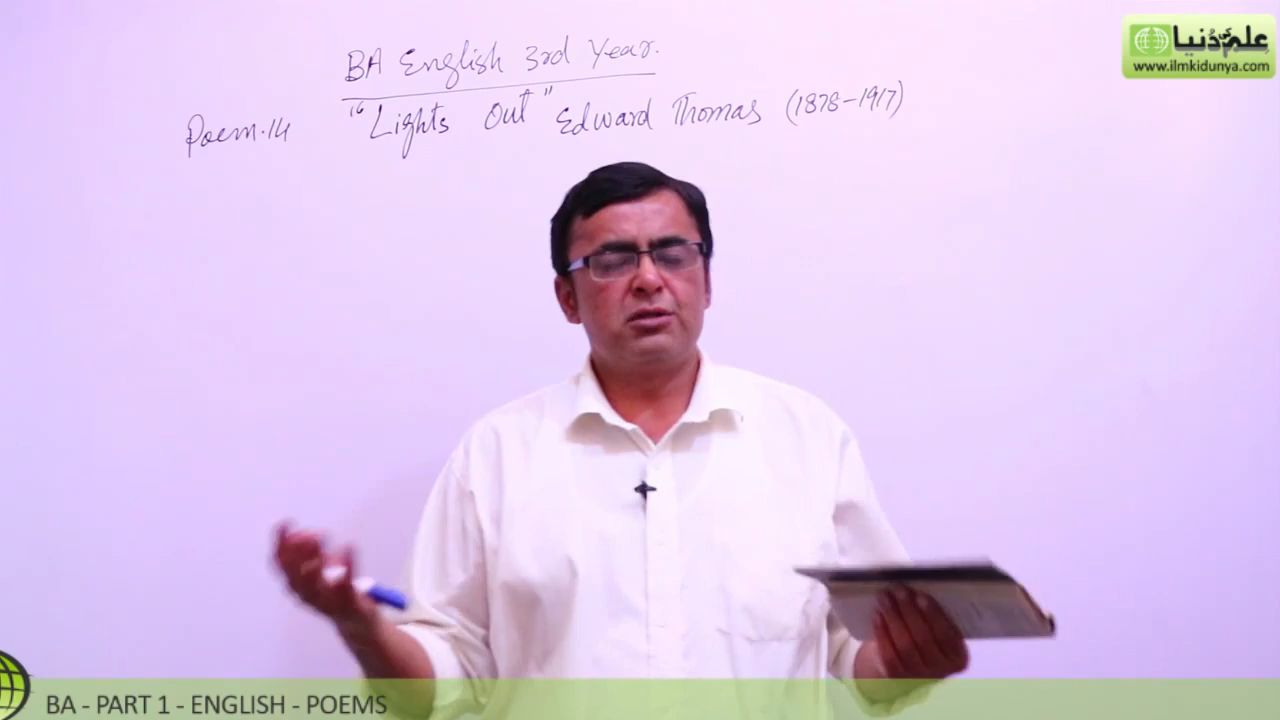 علم کی دُنیا
www.ilmkidunya.com
BA English 3rd Year.
Poem.14 "Lights Out" Edward Thomas (1878-1917)
BA - PART 1 - ENGLISH - POEMS